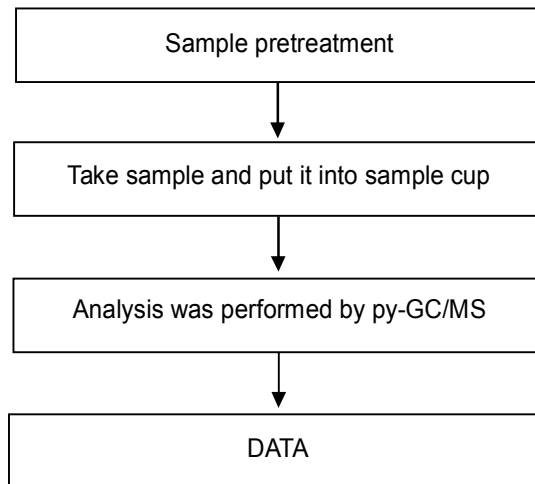 Sample pretreatment
Take sample and put it into sample cup
Analysis was performed by py-GC/MS
DATA